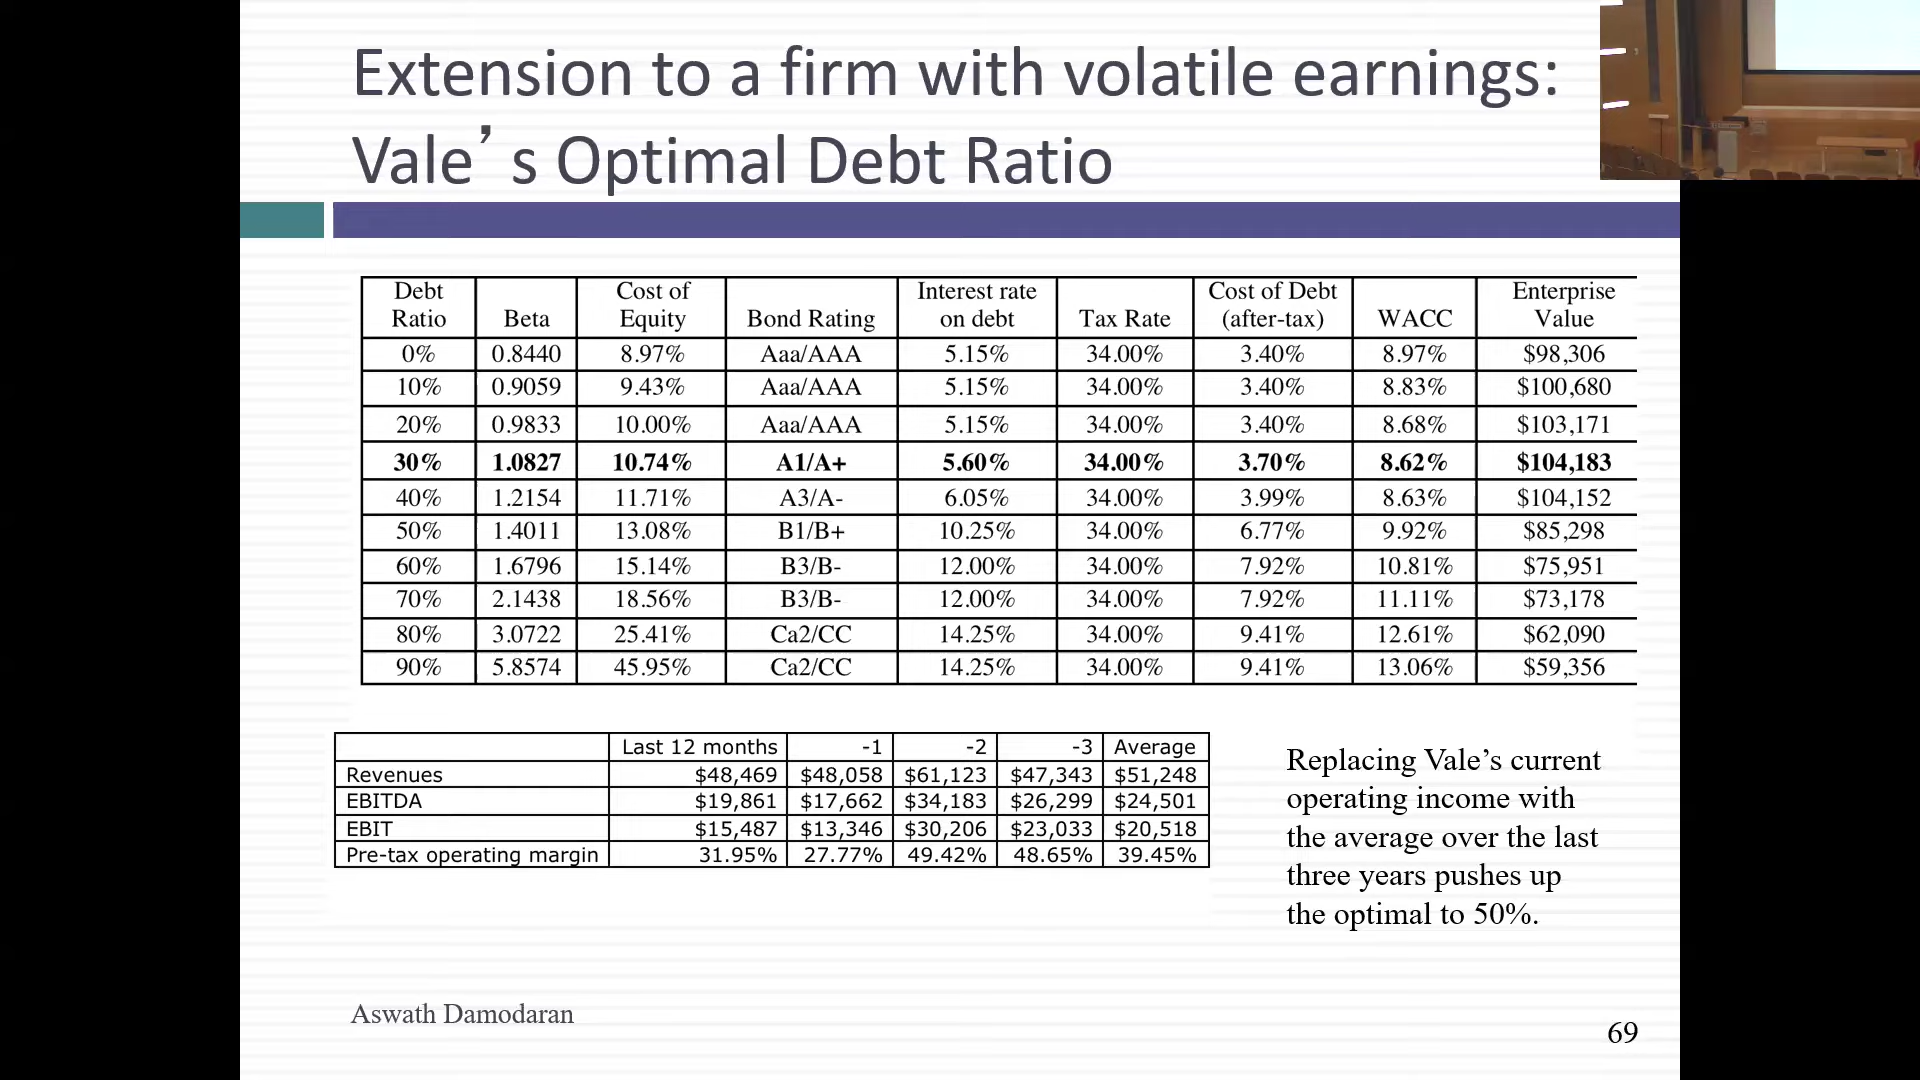 Extension to a firm with volatile earnings:
Vale’s Optimal Debt Ratio
Debt Ratio Beta Cost of Equity Bond Rating Interest rate on debt Tax Rate Cost of Debt (after-tax) WACC Enterprise Value
0% 0.8440 8.97% Aaa/AAA 5.15% 34.00% 3.40% 8.97% $98,306
10% 0.9059 9.43% Aaa/AAA 5.15% 34.00% 3.40% 8.83% $100,680
20% 0.9833 10.00% Aaa/AAA 5.15% 34.00% 3.40% 8.68% $103,171
30% 1.0827 10.74% A1/A+ 5.60% 34.00% 3.70% 8.62% $104,183
40% 1.2154 11.71% A3/A- 6.05% 34.00% 3.99% 8.63% $104,152
50% 1.4011 13.08% B1/B+ 10.25% 34.00% 6.77% 9.92% $85,298
60% 1.6796 15.14% B3/B- 12.00% 34.00% 7.92% 10.81% $75,951
70% 2.1438 18.56% B3/B- 12.00% 34.00% 7.92% 11.11% $73,178
80% 3.0722 25.41% Ca2/CC 14.25% 34.00% 9.41% 12.61% $62,090
90% 5.8574 45.95% Ca2/CC 14.25% 34.00% 9.41% 13.06% $59,356
Last 12 months -1 -2 -3 Average
Revenues $48,469 $48,058 $61,123 $47,343 $51,248
EBITDA $19,861 $17,662 $34,183 $26,299 $24,501
EBIT $15,487 $13,346 $30,206 $23,033 $20,518
Pre-tax operating margin 31.95% 27.77% 49.42% 48.65% 39.45%
Replacing Vale’s current
operating income with
the average over the last
three years pushes up
the optimal to 50%.
Aswath Damodaran
69